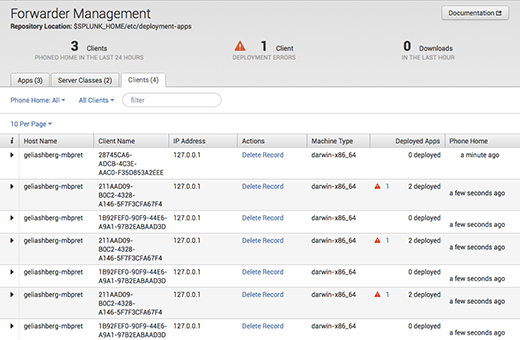 Forwarder Management
Repository Location: $SPLUNK_HOME/etc/deployment-apps
Documentation
3 Clients
PHONED HOME IN THE LAST 24 HOURS
1 Client
DEPLOYMENT ERRORS
0 Downloads
IN THE LAST HOUR
Apps (3) Server Classes (2) Clients (4)
Phone Home: All All Clients filter
10 Per Page
i Host Name Client Name IP Address Actions Machine Type Deployed Apps Phone Home
geliashberg-mbpret 28745CA6- 127.0.0.1 Delete Record darwin-x86_64 0 deployed a minute ago
ADCB-4C3E-
AAC0-F35D853A2EEE
geliashberg-mbpret 211AAD09- 127.0.0.1 Delete Record darwin-x86_64 1 2 deployed a few seconds ago
B0C2-4328-
A146-5F7F3CFA67F4
geliashberg-mbpret 1B92FEF0-90F9-44E6- 127.0.0.1 Delete Record darwin-x86_64 0 deployed a few seconds ago
A9A1-97B2EABAAD3D
geliashberg-mbpret 211AAD09- 127.0.0.1 Delete Record darwin-x86_64 1 2 deployed a few seconds ago
B0C2-4328-
A146-5F7F3CFA67F4
geliashberg-mbpret 1B92FEF0-90F9-44E6- 127.0.0.1 Delete Record darwin-x86_64 0 deployed a few seconds ago
A9A1-97B2EABAAD3D
geliashberg-mbpret 211AAD09- 127.0.0.1 Delete Record darwin-x86_64 1 2 deployed a few seconds ago
B0C2-4328-
A146-5F7F3CFA67F4
geliashberg-mbpret 1B92FEF0-90F9-44E6- 127.0.0.1 Delete Record darwin-x86_64 0 deployed a few seconds ago
A9A1-97B2EABAAD3D